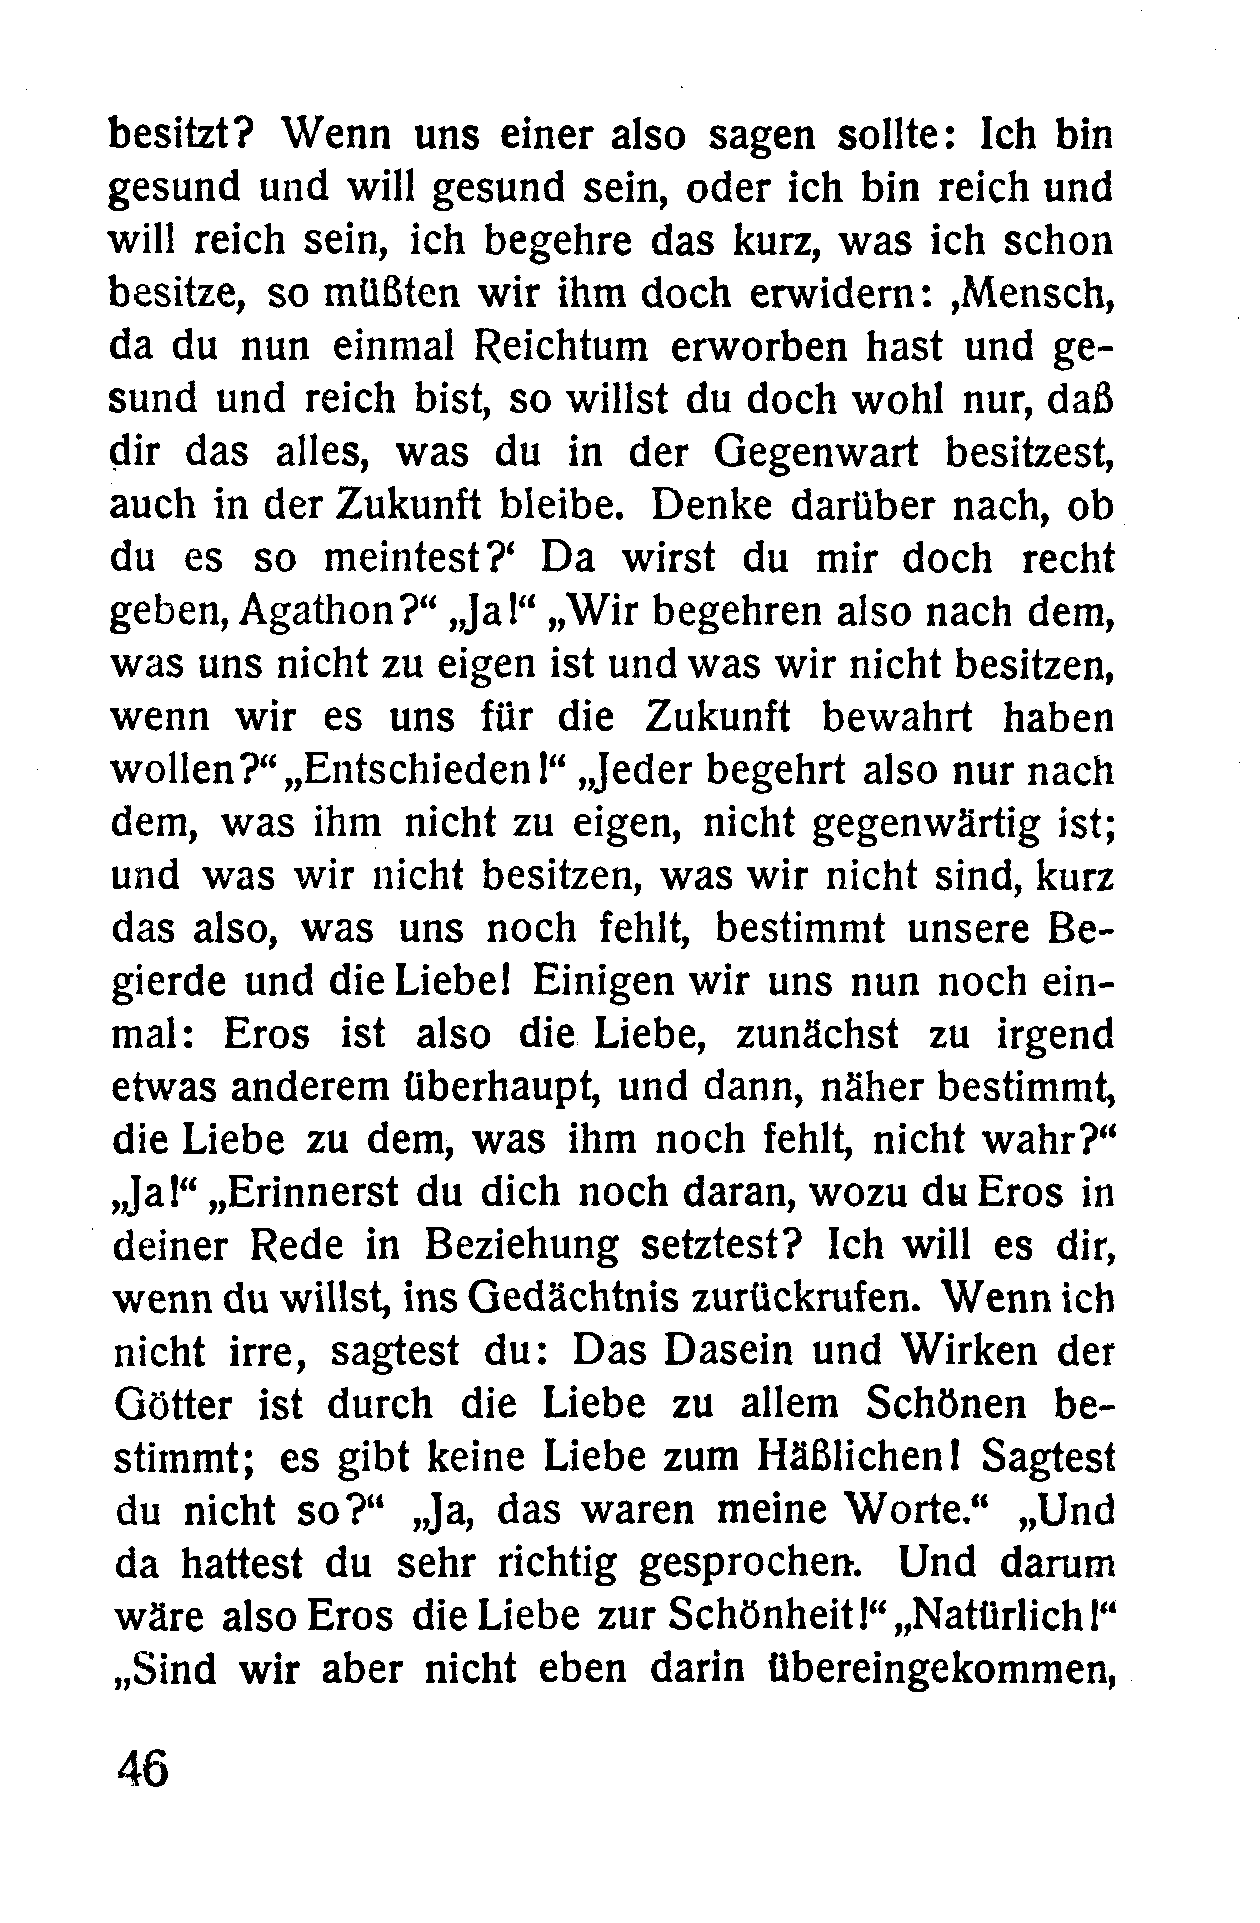 besitzt? Wenn uns einer also sagen sollte: Ich bin
gesund und will gesund sein, oder ich bin reich und
will reich sein, ich begehre das kurz, was ich schon
besitze, so müßten wir ihm doch erwidern: ‚Mensch,
da du nun einmal Reichtum erworben hast und ge-
sund und reich bist, so willst du doch wohl nur, daß
dir das alles, was du in der Gegenwart besitzest,
auch in der Zukunft bleibe. Denke darüber nach, ob
du es so meintest?‘ Da wirst du mir doch recht
geben, Agathon?“ „Ja!“ „Wir begehren also nach dem,
was uns nicht zu eigen ist und was wir nicht besitzen,
wenn wir es uns für die Zukunft bewahrt haben
wollen?“ „Entschieden!“ „Jeder begehrt also nur nach
dem, was ihm nicht zu eigen, nicht gegenwärtig ist;
und was wir nicht besitzen, was wir nicht sind, kurz
das also, was uns noch fehlt, bestimmt unsere Be-
gierde und die Liebe! Einigen wir uns nun noch ein-
mal: Eros ist also die Liebe, zunächst zu irgend
etwas anderem überhaupt, und dann, näher bestimmt,
die Liebe zu dem, was ihm noch fehlt, nicht wahr?“
„Ja!“ „Erinnerst du dich noch daran, wozu du Eros in
deiner Rede in Beziehung setztest? Ich will es dir,
wenn du willst, ins Gedächtnis zurückrufen. Wenn ich
nicht irre, sagtest du: Das Dasein und Wirken der
Götter ist durch die Liebe zu allem Schönen be-
stimmt; es gibt keine Liebe zum Häßlichen! Sagtest
du nicht so?“ „Ja, das waren meine Worte.“ „Und
da hattest du sehr richtig gesprochen. Und darum
wäre also Eros die Liebe zur Schönheit!“ „Natürlich!“
„Sind wir aber nicht eben darin übereingekommen,
46